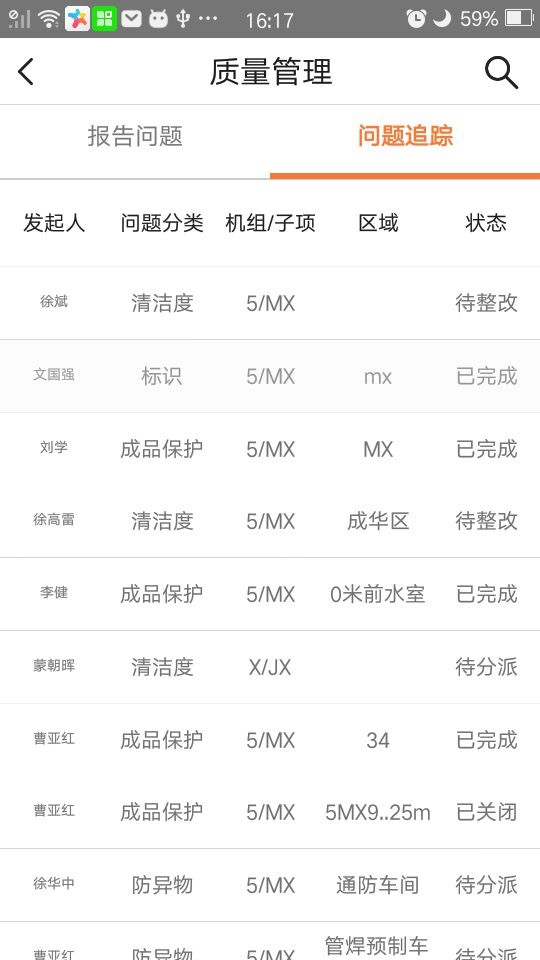 16:17 59%
质量管理
报告问题 问题追踪
发起人 问题分类 机组/子项 区域 状态
徐斌 清洁度 5/MX 待整改
文国强 标识 5/MX mx 已完成
刘学 成品保护 5/MX MX 已完成
徐高雷 清洁度 5/MX 成华区 待整改
李健 成品保护 5/MX 0米前水室 已完成
蒙朝晖 清洁度 X/JX 待分派
曹亚红 成品保护 5/MX 34 已完成
曹亚红 成品保护 5/MX 5MX9..25m 已关闭
徐华中 防异物 5/MX 通防车间 待分派
曹亚红 防异物 5/MX 管焊预制车 待分派